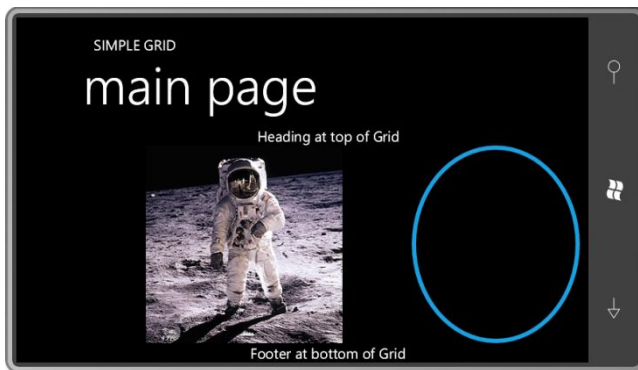 SIMPLE GRID
main page
Heading at top of Grid
Footer at bottom of Grid